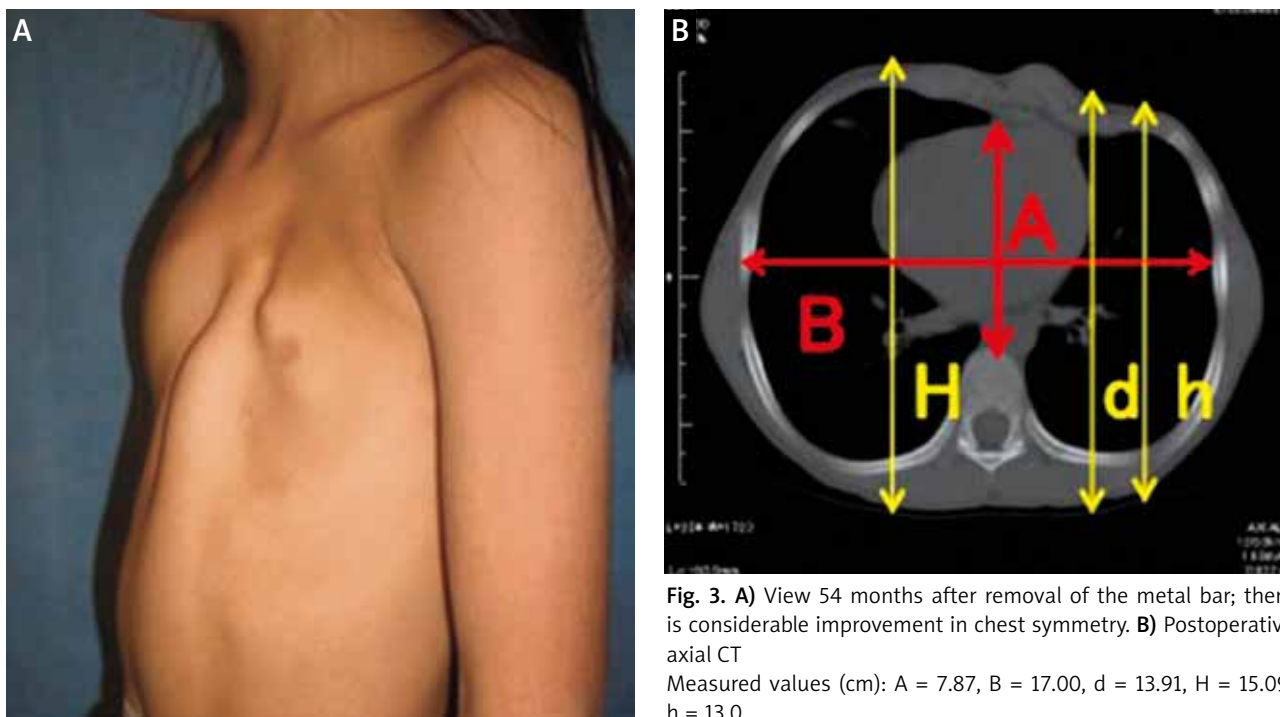 A
B
A
B
H
d
h
Fig. 3. A) View 54 months after removal of the metal bar; ther
is considerable improvement in chest symmetry. B) Postoperativ
axial CT
Measured values (cm): A = 7.87, B = 17.00, d = 13.91, H = 15.09
h = 13.0